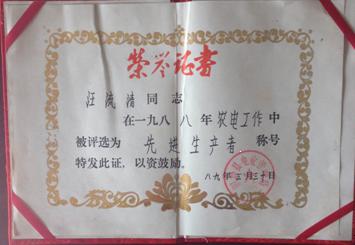 荣誉证书
汪流清同志
在一九八八年农电工作中
被评选为先进生产者称号
特发此证，以资鼓励。
八九年三月三十日